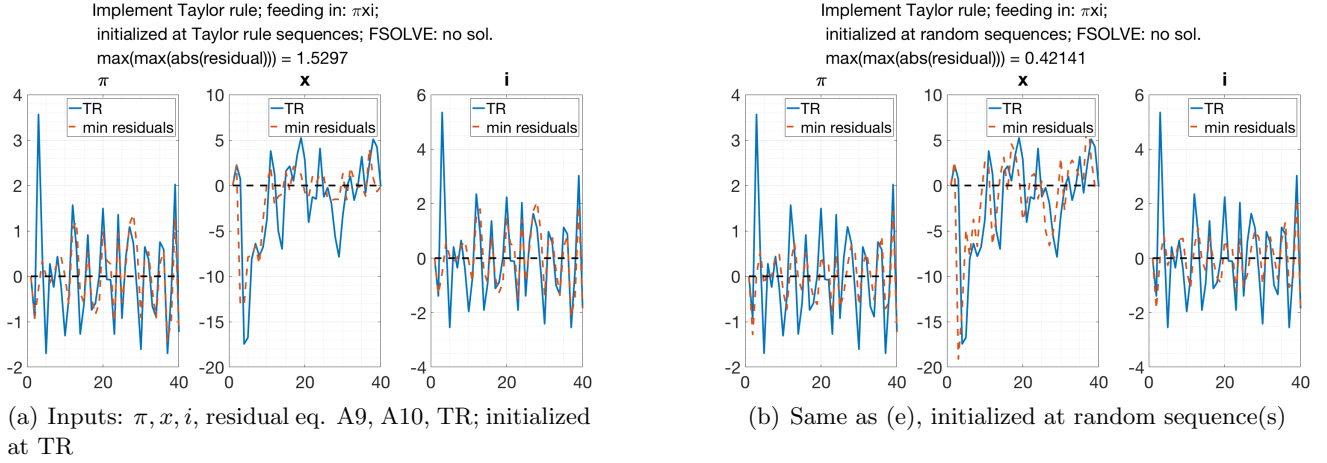 Implement Taylor rule; feeding in: πxi;
initialized at Taylor rule sequences; FSOLVE: no sol.
max(max(abs(residual))) = 1.5297
π
x
i
TR
min residuals
TR
min residuals
TR
min residuals
4
3
2
1
0
-1
-2
0
20
40
10
5
0
-5
-10
-15
-20
0
20
40
6
4
2
0
-2
-4
0
20
40
(a) Inputs: π, x, i, residual eq. A9, A10, TR; initialized
at TR
Implement Taylor rule; feeding in: πxi;
initialized at random sequences; FSOLVE: no sol.
max(max(abs(residual))) = 0.42141
π
x
i
TR
min residuals
TR
min residuals
TR
min residuals
4
3
2
1
0
-1
-2
0
20
40
10
5
0
-5
-10
-15
-20
0
20
40
6
4
2
0
-2
-4
0
20
40
(b) Same as (e), initialized at random sequence(s)